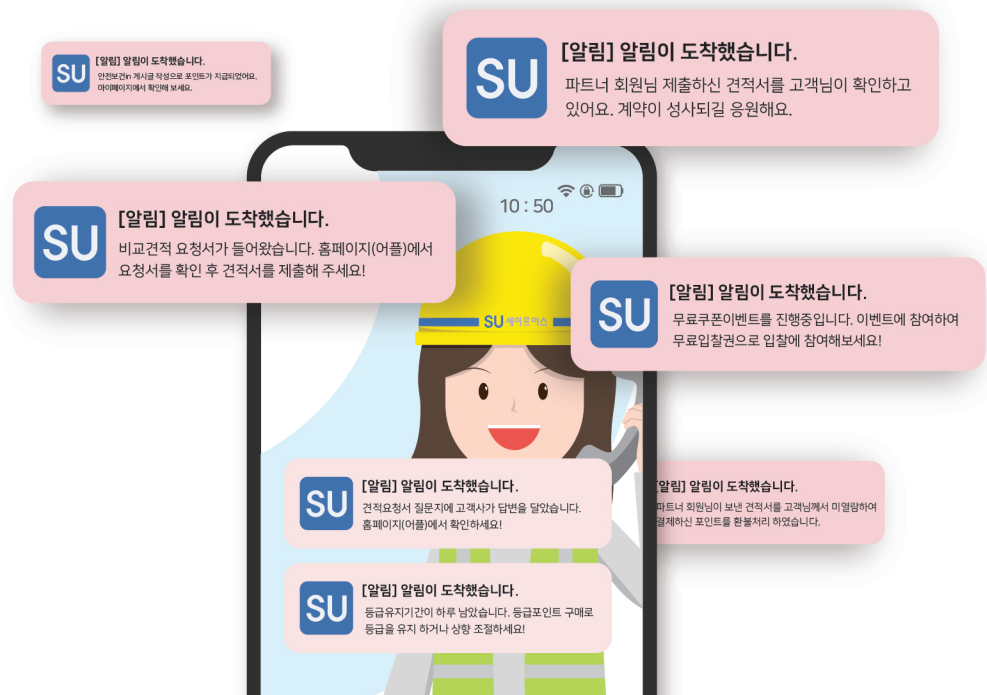 SU
[알림] 알림이 도착했습니다.
안전보건in 게시글 작성으로 포인트가 지급되었어요.
마이페이지에서 확인해 보세요.
SU
[알림] 알림이 도착했습니다.
파트너 회원님 제출하신 견적서를 고객님이 확인하고
있어요. 계약이 성사되길 응원해요.
10:50
SU
[알림] 알림이 도착했습니다.
비교견적 요청서가 들어왔습니다. 홈페이지(어플)에서
요청서를 확인 후 견적서를 제출해 주세요!
SU
[알림] 알림이 도착했습니다.
무료쿠폰이벤트를 진행중입니다. 이벤트에 참여하여
무료입찰권으로 입찰에 참여해보세요!
SU 세이프어스
SU
[알림] 알림이 도착했습니다.
견적요청서 질문지에 고객사가 답변을 달았습니다.
홈페이지(어플)에서 확인하세요!
알림] 알림이 도착했습니다.
파트너 회원님이 보낸 견적서를 고객님께서 미열람하여
결제하신 포인트를 환불처리 하였습니다.
SU
[알림] 알림이 도착했습니다.
등급유지기간이 하루 남았습니다. 등급포인트 구매로
등급을 유지 하거나 상향 조절하세요!